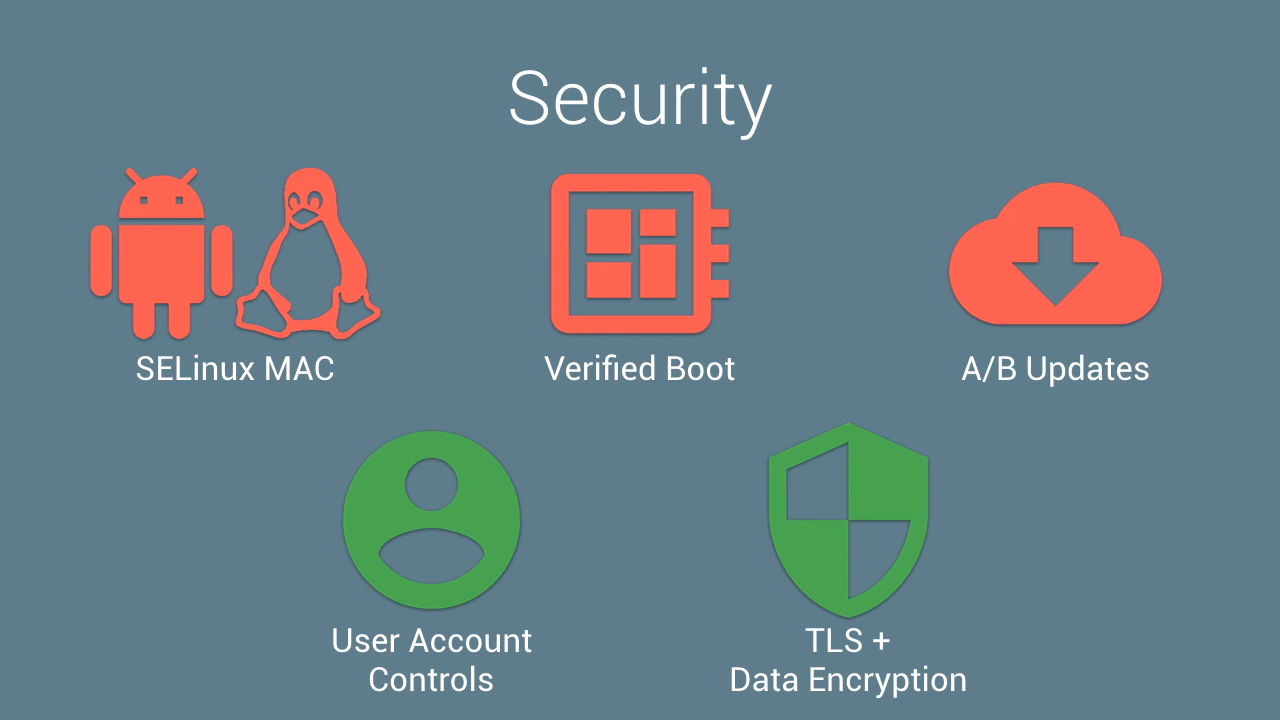 Security
SELinux MAC
Verified Boot
A/B Updates
User Account
Controls
TLS +
Data Encryption